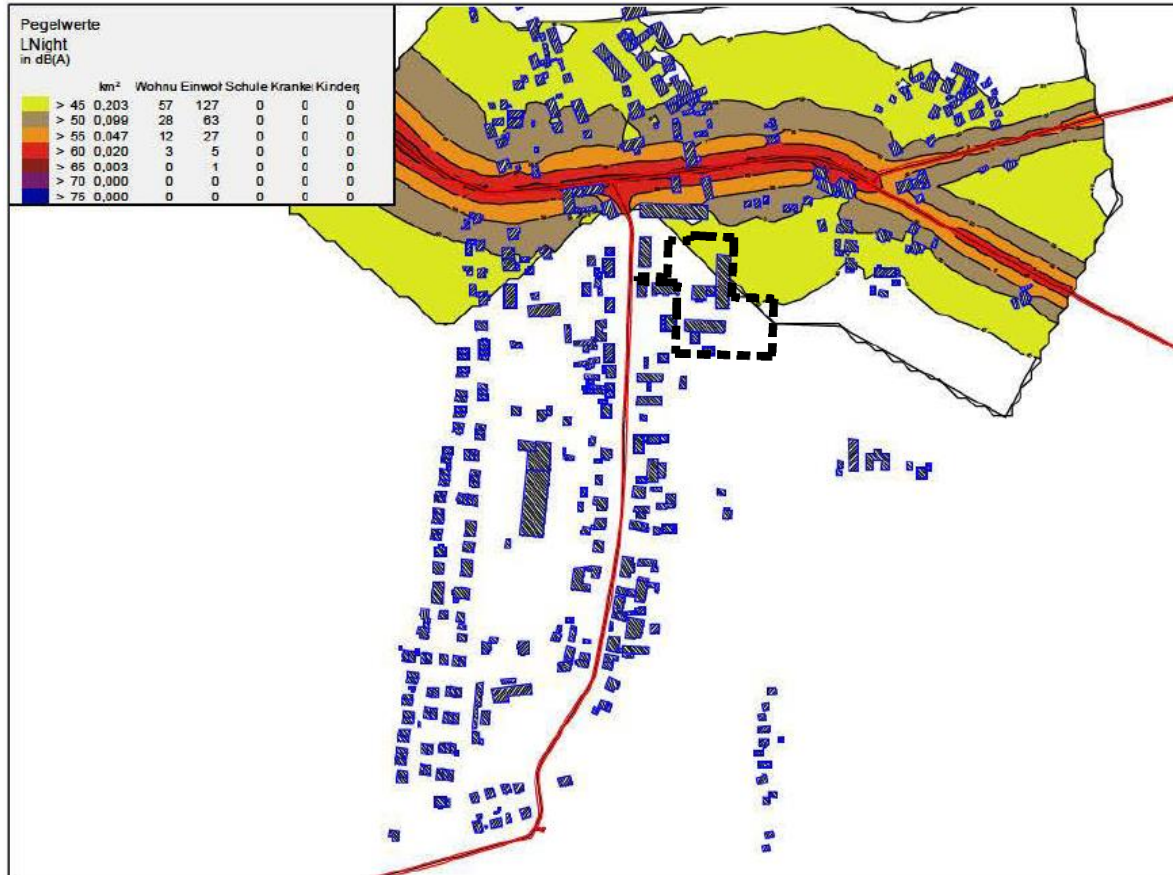 Pegelwerte
LNight
in dB(A)
km² Wohnu Einwoh Schule Kranke Kinderg
> 45 0,203 57 127 0 0 0
> 50 0,099 28 63 0 0 0
> 55 0,047 12 27 0 0 0
> 60 0,020 3 5 0 0 0
> 65 0,003 0 1 0 0 0
> 70 0,000 0 0 0 0 0
> 75 0,000 0 0 0 0 0